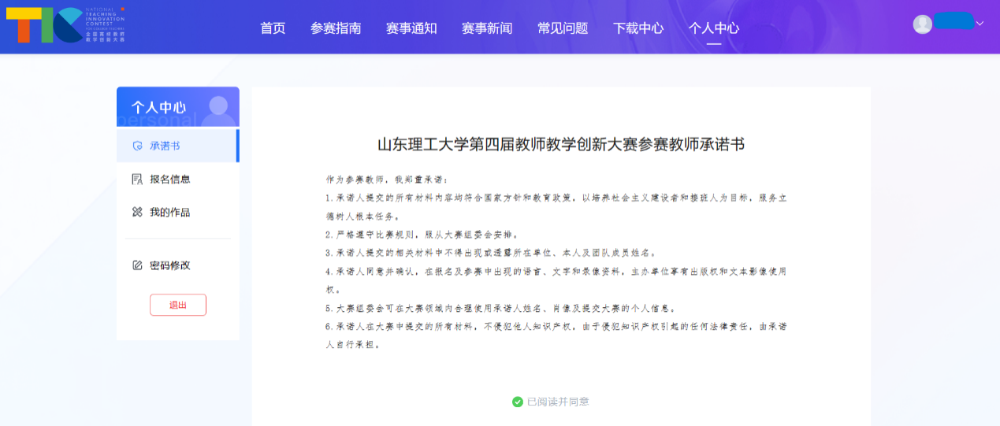 NATIONAL
TEACHING
INNOVATION
CONTEST
FOR COLLEGE TEACHERS
全国高校教师
教学创新大赛
首页 参赛指南 赛事通知 赛事新闻 常见问题 下载中心 个人中心
个人中心
personal
承诺书
报名信息
我的作品
密码修改
退出
山东理工大学第四届教师教学创新大赛参赛教师承诺书
作为参赛教师，我郑重承诺：
1.承诺人提交的所有材料内容均符合国家方针和教育政策，以培养社会主义建设者和接班人为目标，服务立
德树人根本任务。
2.严格遵守比赛规则，服从大赛组委会安排。
3.承诺人提交的相关材料中不得出现或透露所在单位、本人及团队成员姓名。
4.承诺人同意并确认，在报名及参赛中出现的语言、文字和录像资料，主办单位享有出版权和文本影像使用
权。
5.大赛组委会可在大赛领域内合理使用承诺人姓名、肖像及提交大赛的个人信息。
6.承诺人在大赛中提交的所有材料，不侵犯他人知识产权，由于侵犯知识产权引起的任何法律责任，由承诺
人自行承担。
已阅读并同意